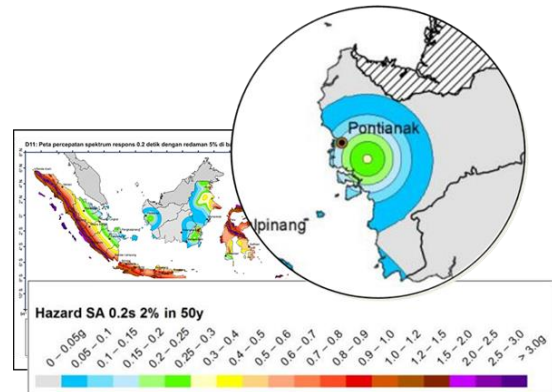 D11: Peta percepatan spektrum respons 0.2 detik dengan redaman 5% di ba
Pontianak
lpinang
Hazard SA 0.2s 2% in 50y
0 – 0.05g
0.05 – 0.1
0.1 – 0.15
0.15 – 0.2
0.2 – 0.25
0.25 – 0.3
0.3 – 0.4
0.4 – 0.5
0.5 – 0.6
0.6 – 0.7
0.7 – 0.8
0.8 – 0.9
0.9 – 1.0
1.0 – 1.2
1.2 – 1.5
1.5 – 2.0
2.0 – 2.5
2.5 – 3.0
> 3.0g